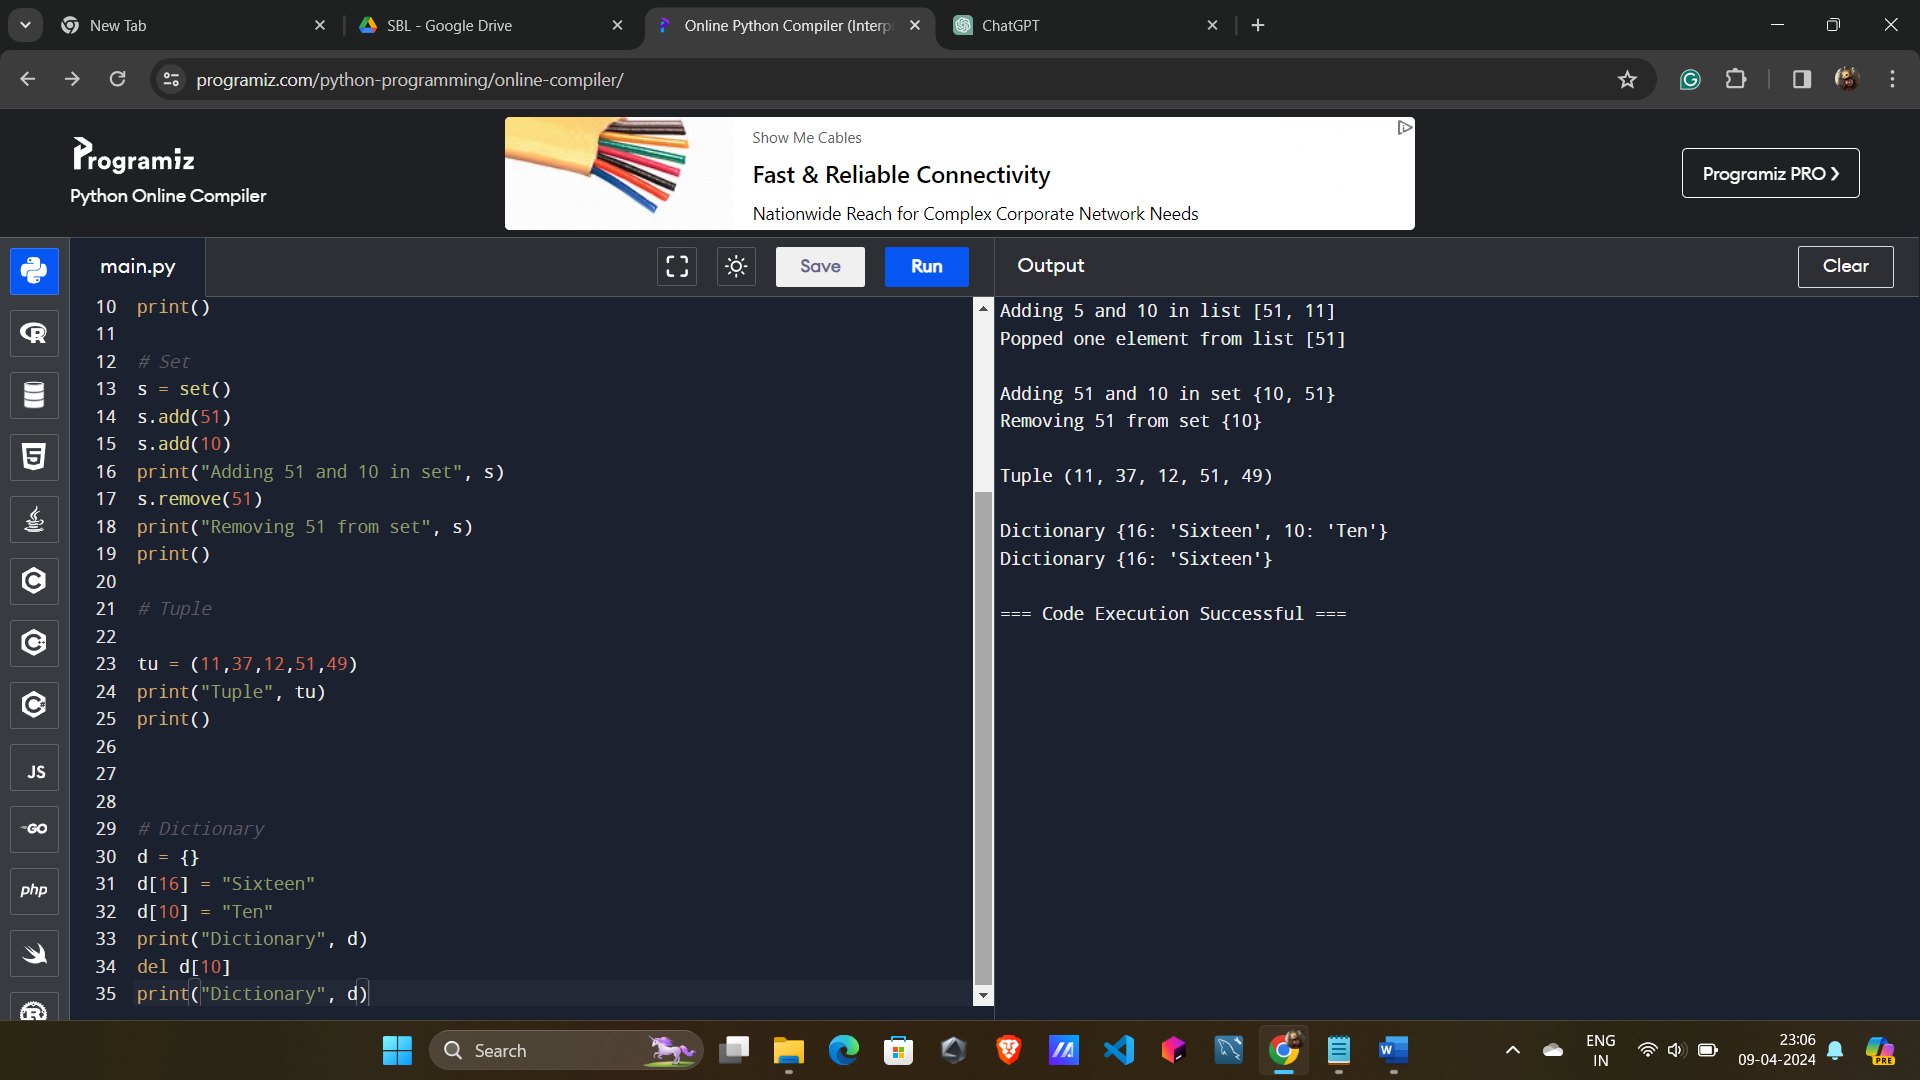 New Tab
SBL - Google Drive
Online Python Compiler (Interp
ChatGPT
programiz.com/python-programming/online-compiler/
Programiz
Python Online Compiler
Show Me Cables
Fast & Reliable Connectivity
Nationwide Reach for Complex Corporate Network Needs
Programiz PRO
main.py
Save
Run
Output
Clear
10 print()
11
12 # Set
13 s = set()
14 s.add(51)
15 s.add(10)
16 print("Adding 51 and 10 in set", s)
17 s.remove(51)
18 print("Removing 51 from set", s)
19 print()
20
21 # Tuple
22
23 tu = (11,37,12,51,49)
24 print("Tuple", tu)
25 print()
26
27
28
29 # Dictionary
30 d = {}
31 d[16] = "Sixteen"
32 d[10] = "Ten"
33 print("Dictionary", d)
34 del d[10]
35 print("Dictionary", d)
Adding 5 and 10 in list [51, 11]
Popped one element from list [51]
Adding 51 and 10 in set {10, 51}
Removing 51 from set {10}
Tuple (11, 37, 12, 51, 49)
Dictionary {16: 'Sixteen', 10: 'Ten'}
Dictionary {16: 'Sixteen'}
=== Code Execution Successful ===
JS
GO
php
Search
ENG
IN
23:06
09-04-2024
PRE